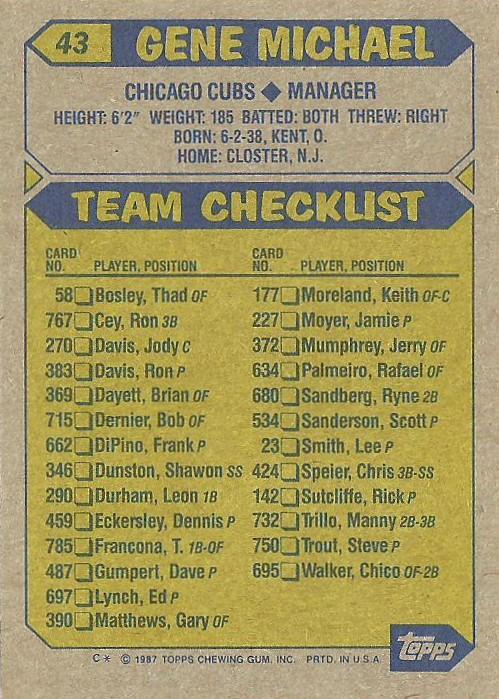 43 GENE MICHAEL
CHICAGO CUBS ◆ MANAGER
HEIGHT: 6'2" WEIGHT: 185 BATTED: BOTH THREW: RIGHT
BORN: 6-2-38, KENT, O.
HOME: CLOSTER, N.J.
TEAM CHECKLIST
CARD NO. PLAYER, POSITION
58 Bosley, Thad OF
767 Cey, Ron 3B
270 Davis, Jody C
383 Davis, Ron P
369 Dayett, Brian OF
715 Dernier, Bob OF
662 DiPino, Frank P
346 Dunston, Shawon SS
290 Durham, Leon 1B
459 Eckersley, Dennis P
785 Francona, T. 1B-OF
487 Gumpert, Dave P
697 Lynch, Ed P
390 Matthews, Gary OF
CARD NO. PLAYER, POSITION
177 Moreland, Keith OF-C
227 Moyer, Jamie P
372 Mumphrey, Jerry OF
634 Palmeiro, Rafael OF
680 Sandberg, Ryne 2B
534 Sanderson, Scott P
23 Smith, Lee P
424 Speier, Chris 3B-SS
142 Sutcliffe, Rick P
732 Trillo, Manny 2B-3B
750 Trout, Steve P
695 Walker, Chico OF-2B
topps
C* © 1987 TOPPS CHEWING GUM, INC. PRTD. IN U.S.A.